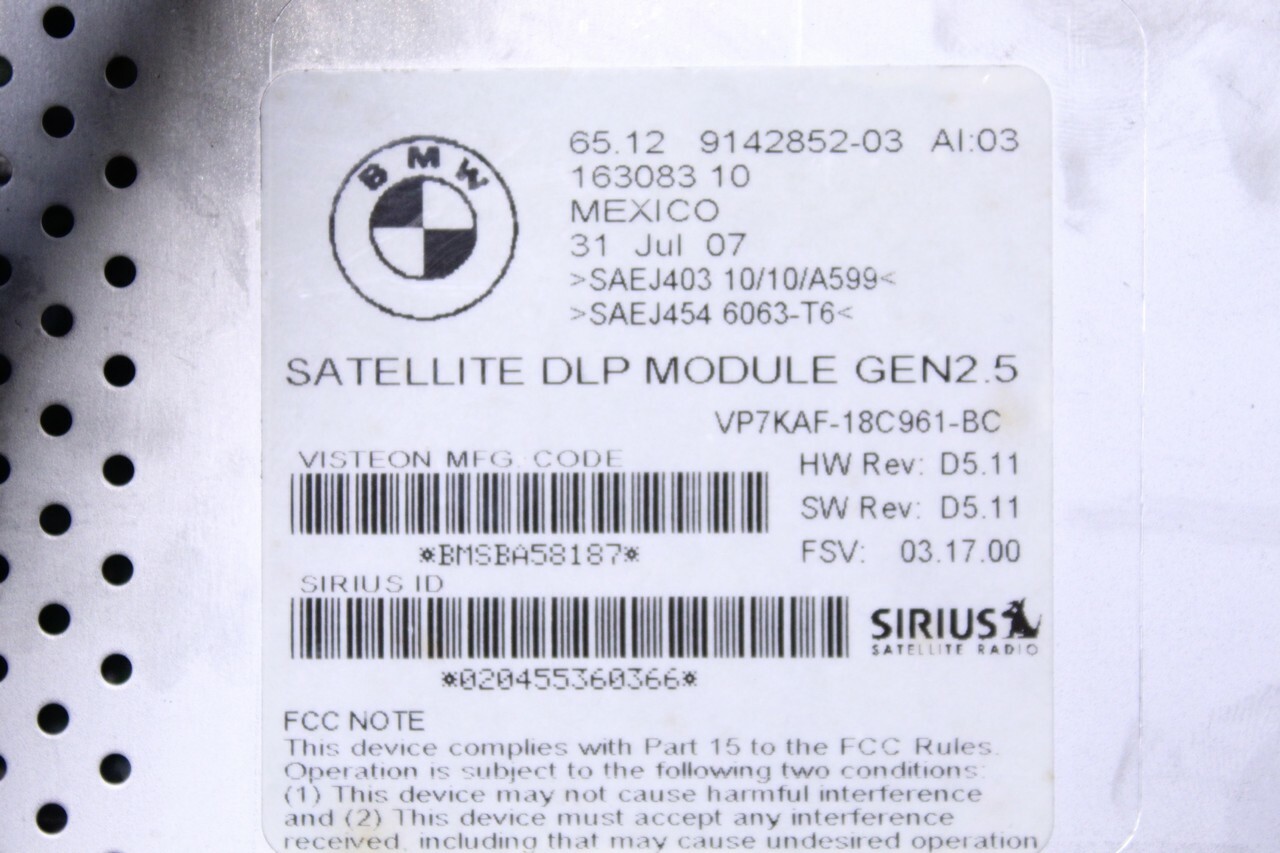 BMW
65.12 9142852-03 AI:03
163083 10
MEXICO
31 Jul 07
>SAEJ403 10/10/A599<
>SAEJ454 6063-T6<
SATELLITE DLP MODULE GEN2.5
VP7KAF-18C961-BC
VISTEON MFG. CODE
HW Rev: D5.11
SW Rev: D5.11
*BMSBA58187*
FSV: 03.17.00
SIRIUS ID
SIRIUS
SATELLITE RADIO
*020455360366*
FCC NOTE
This device complies with Part 15 to the FCC Rules.
Operation is subject to the following two conditions:
(1) This device may not cause harmful interference
and (2) This device must accept any interference
received, including that may cause undesired operation